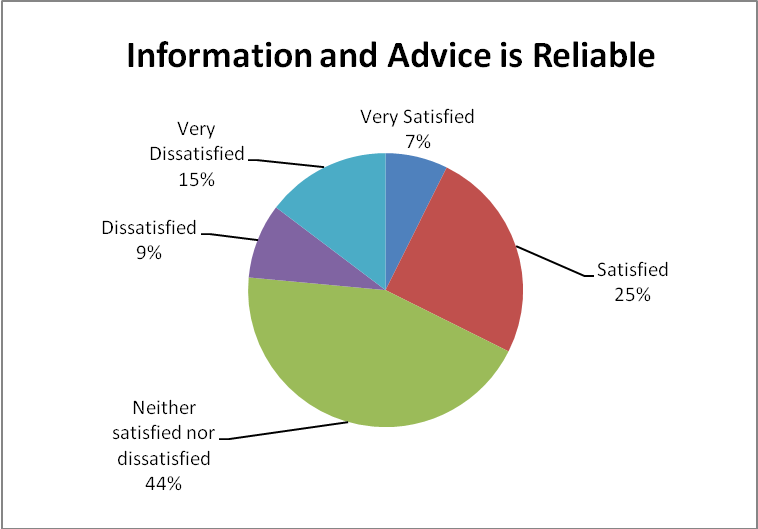 Information and Advice is Reliable
Very Satisfied
7%
Satisfied
25%
Neither
satisfied nor
dissatisfied
44%
Dissatisfied
9%
Very
Dissatisfied
15%